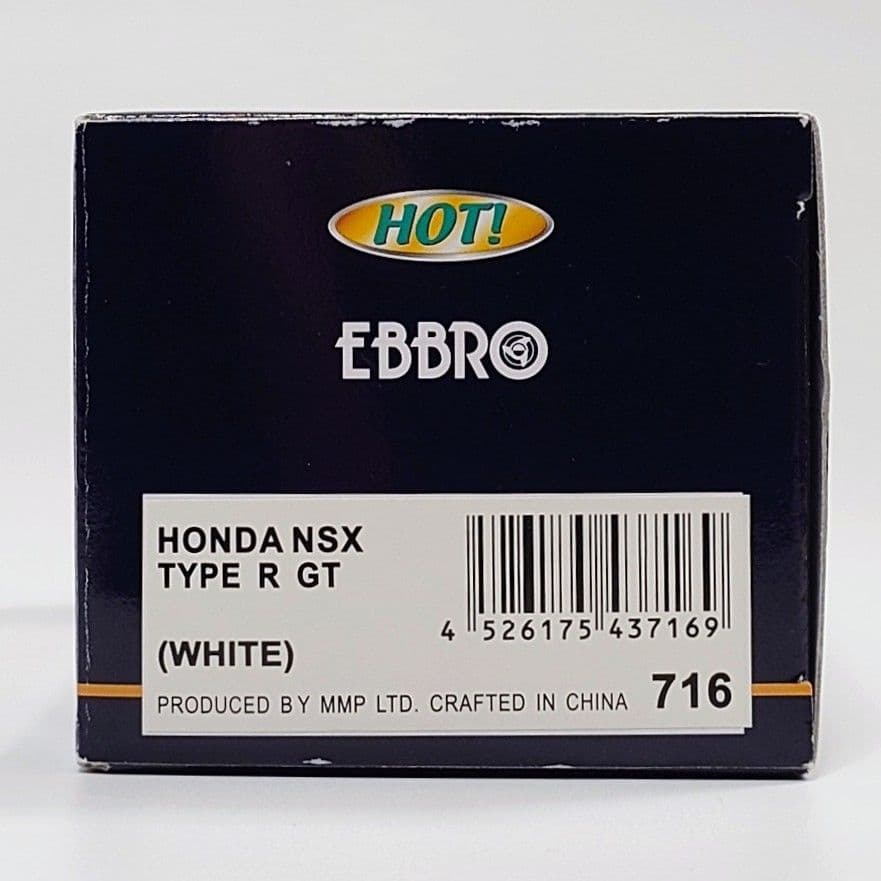 HOT!
EBBRO
HONDA NSX
TYPE R GT
(WHITE)
4 526175 437169
PRODUCED BY MMP LTD. CRAFTED IN CHINA 716